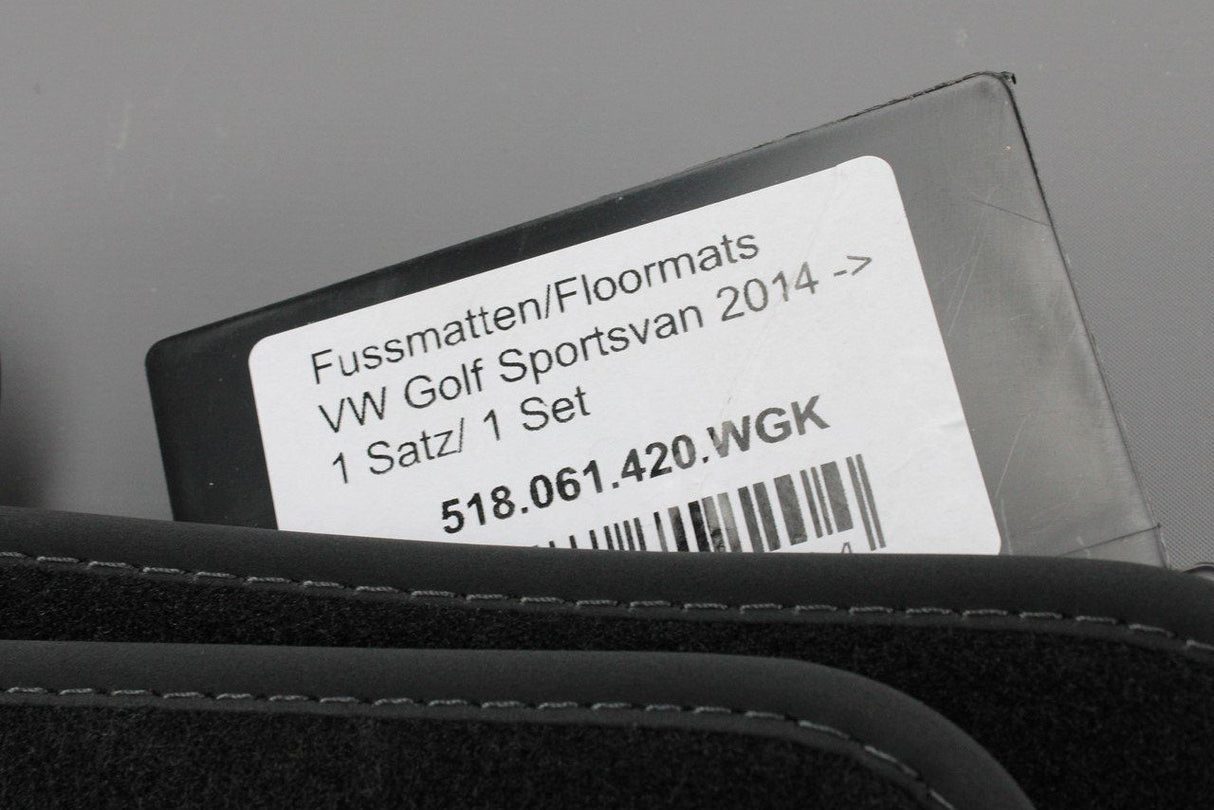 Fussmatten/Floormats
VW Golf Sportsvan 2014 ->
1 Satz/ 1 Set
518.061.420.WGK